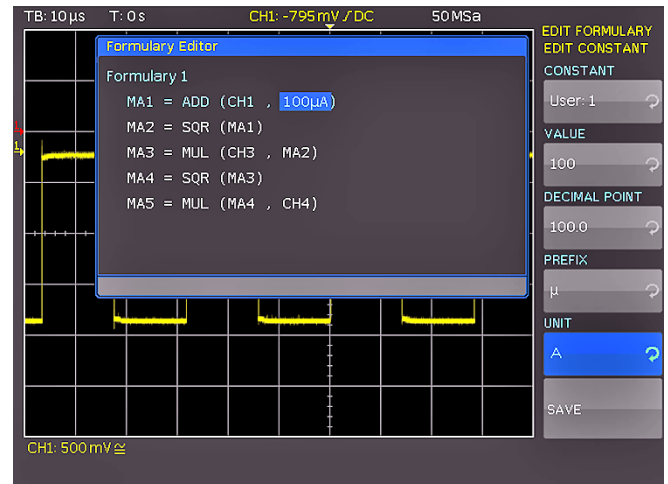 TB: 10 µs T: 0 s CH1: -795 mV ∕ DC 50 MSa
EDIT FORMULARY
EDIT CONSTANT
Formulary Editor
Formulary 1
MA1 = ADD (CH1 , 100µA)
MA2 = SQR (MA1)
MA3 = MUL (CH3 , MA2)
MA4 = SQR (MA3)
MA5 = MUL (MA4 , CH4)
CONSTANT
User: 1
VALUE
100
DECIMAL POINT
100.0
PREFIX
µ
UNIT
A
SAVE
1
CH1: 500 mV ≅